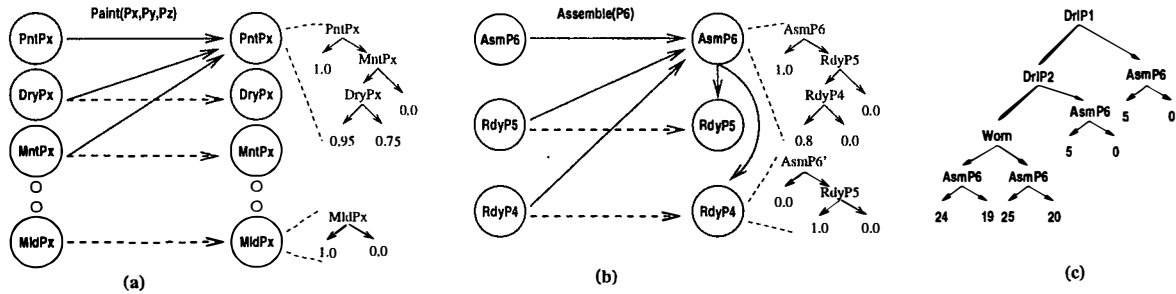 Paint(Px,Py,Pz)
PntPx
PntPx
PntPx
1.0
MntPx
DryPx
DryPx
DryPx
0.0
0.95
0.75
MntPx
MntPx
MldPx
MldPx
MldPx
1.0
0.0
(a)
Assemble(P6)
AsmP6
AsmP6
AsmP6
1.0
RdyP5
RdyP4
0.0
RdyP5
RdyP5
0.8
0.0
AsmP6'
RdyP4
RdyP4
0.0
RdyP5
1.0
0.0
(b)
DrlP1
DrlP2
AsmP6
Worn
AsmP6
5
0
AsmP6
AsmP6
5
0
24
19
25
20
(c)